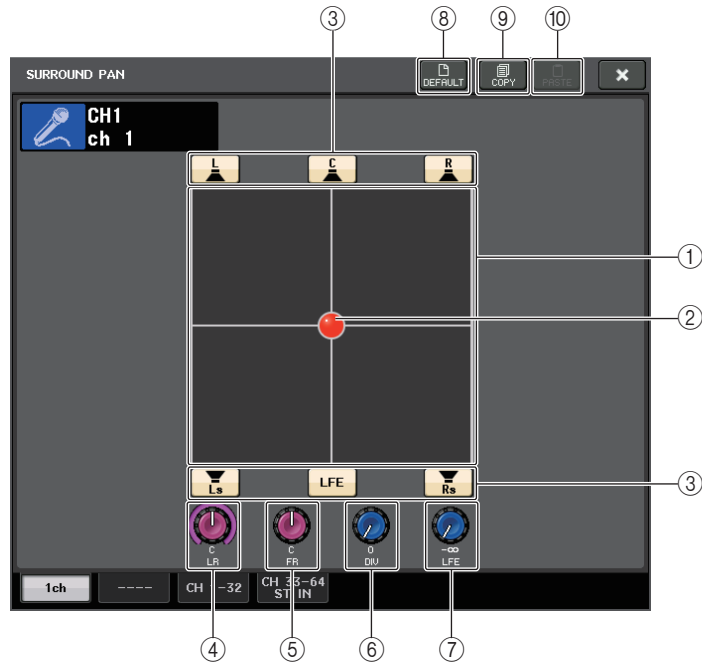 ③ ⑧ ⑨ ⑩
SURROUND PAN
DEFAULT
COPY
PASTE
CH1
ch 1
L
C
R
①
②
③
Ls
LFE
Rs
C
LR
C
FR
0
DIV
-∞
LFE
1ch
----
CH -32
CH 33-64
ST IN
④ ⑤ ⑥ ⑦